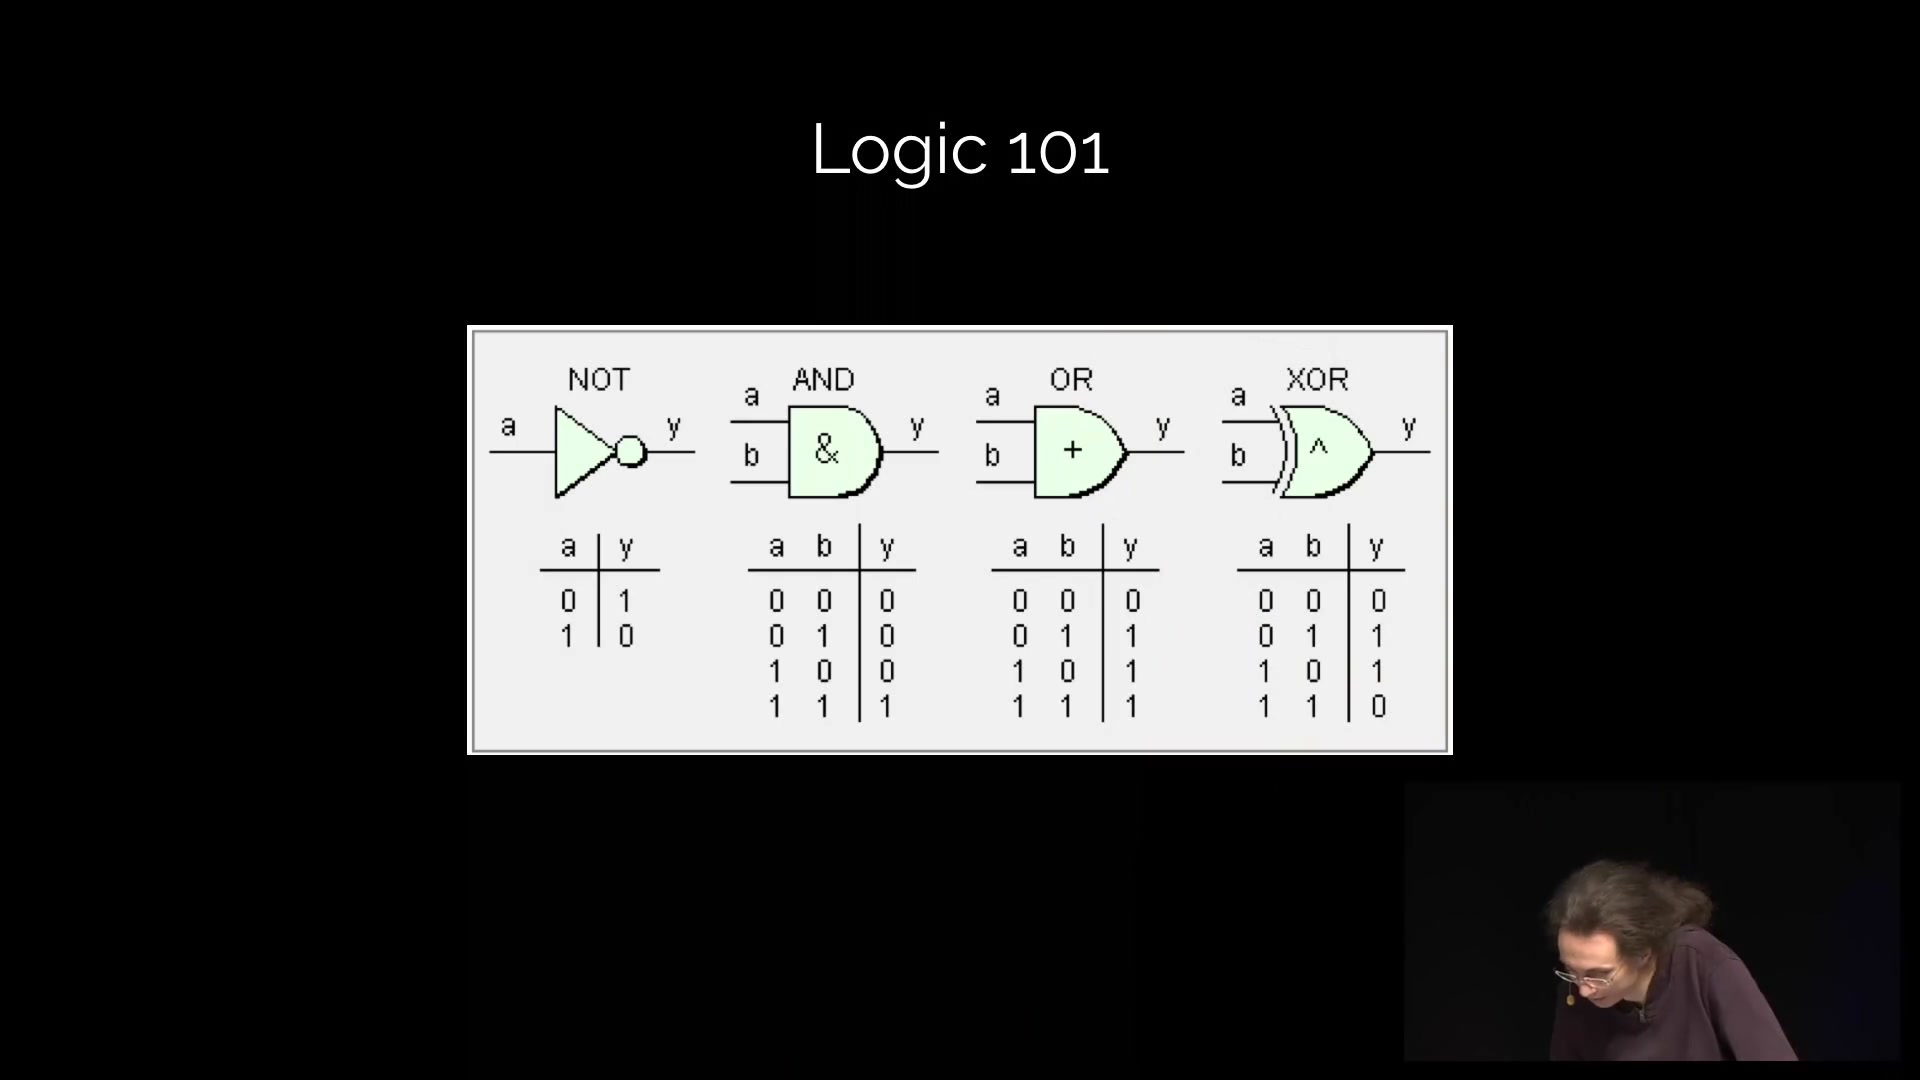 Logic 101
NOT AND OR XOR
a y a b y a b y a b y
& + ^
a y a b y a b y a b y
0 1 0 0 0 0 0 0 0 0 0
1 0 0 1 0 0 1 1 0 1 1
1 0 0 1 0 1 1 0 1
1 1 1 1 1 1 1 1 0